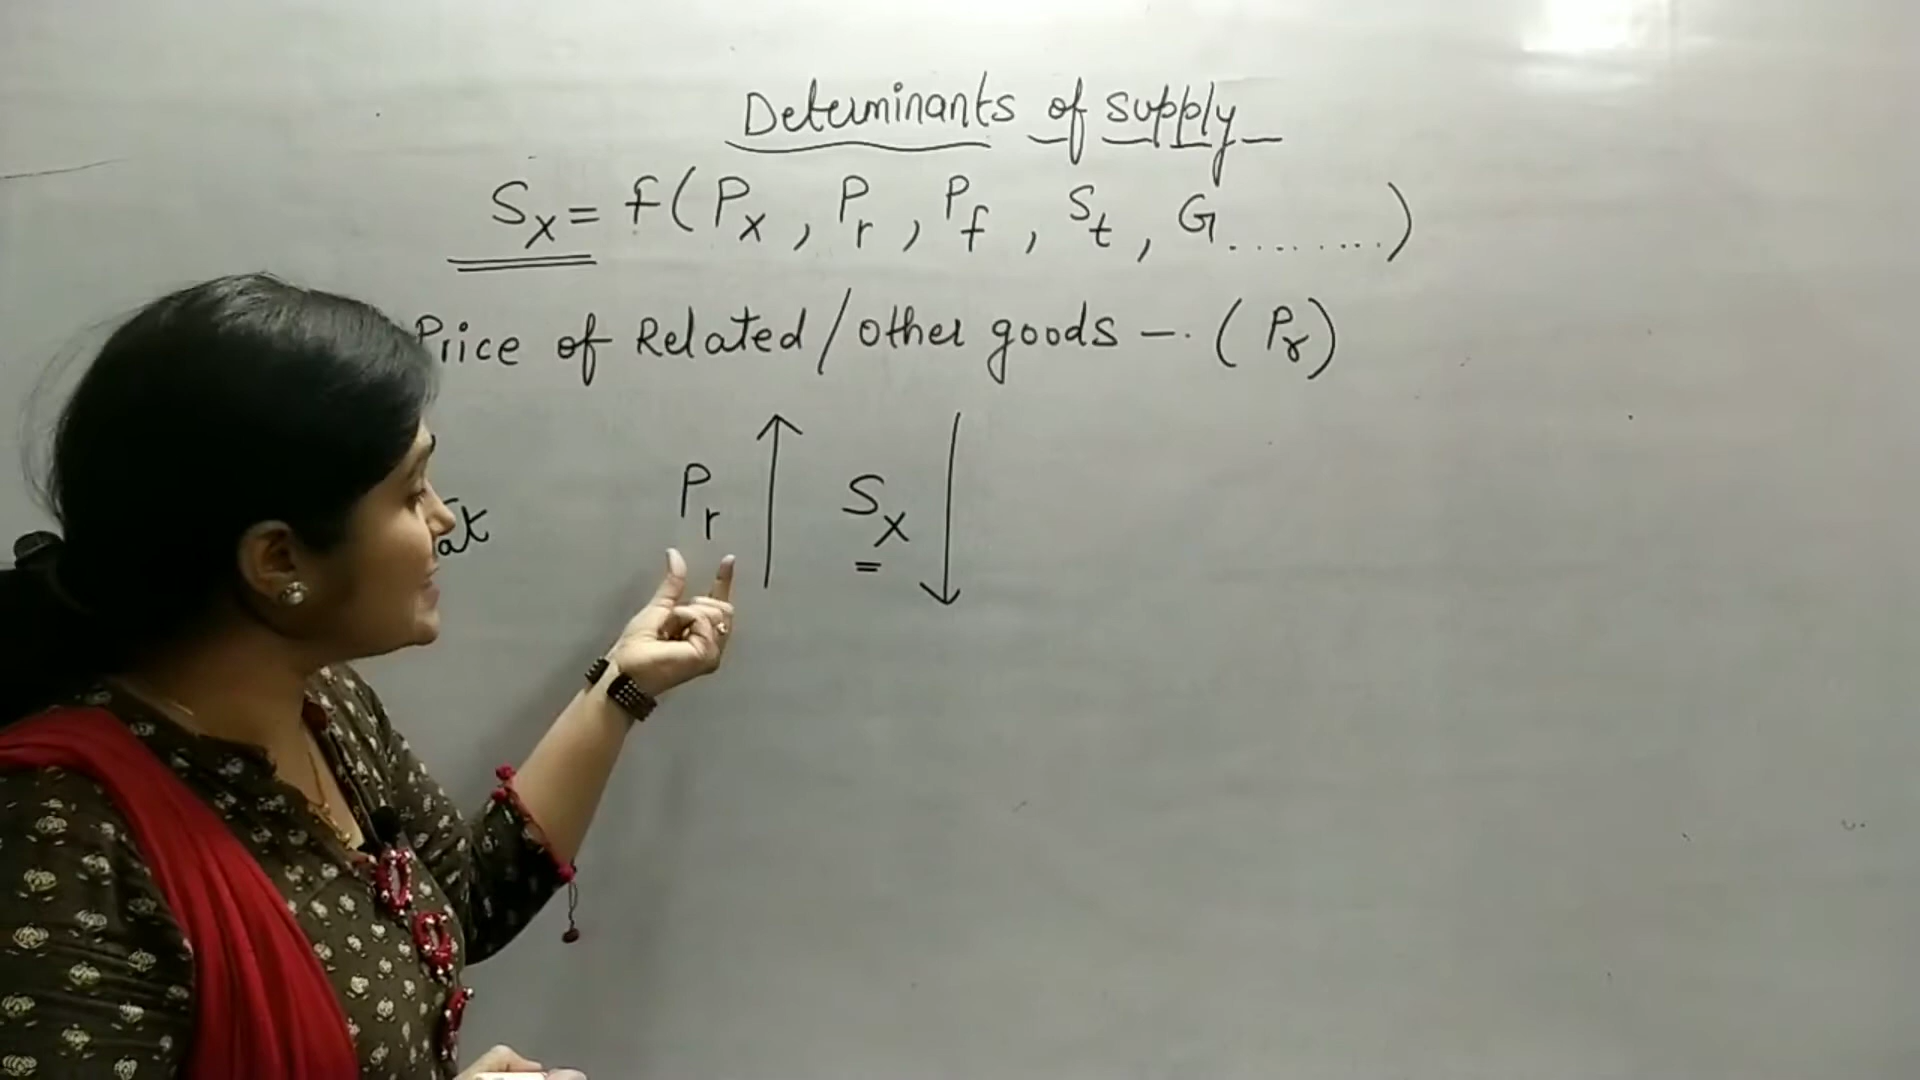 Determinants of supply
Sx = f(Px, Pr, Pf, St, G........)
Price of Related/other goods - (Pr)
Pr ↑ Sx ↓